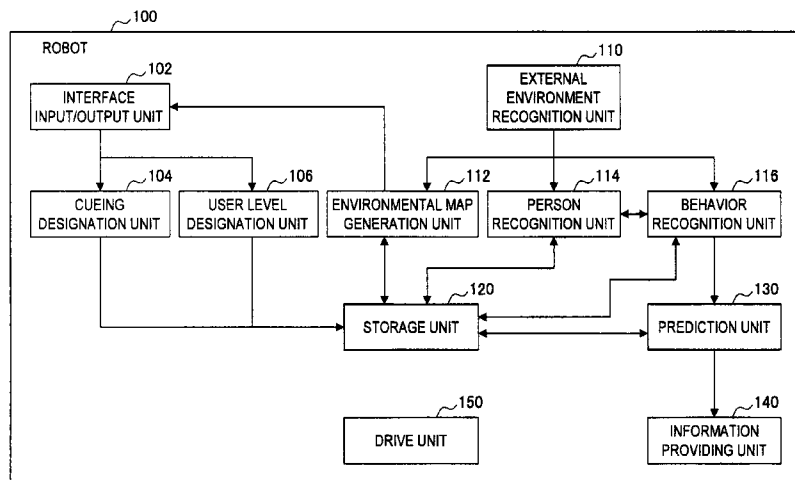 100
ROBOT
102
INTERFACE
INPUT/OUTPUT UNIT
110
EXTERNAL
ENVIRONMENT
RECOGNITION UNIT
104
CUEING
DESIGNATION UNIT
106
USER LEVEL
DESIGNATION UNIT
112
ENVIRONMENTAL MAP
GENERATION UNIT
114
PERSON
RECOGNITION UNIT
116
BEHAVIOR
RECOGNITION UNIT
120
STORAGE UNIT
130
PREDICTION UNIT
150
DRIVE UNIT
140
INFORMATION
PROVIDING UNIT